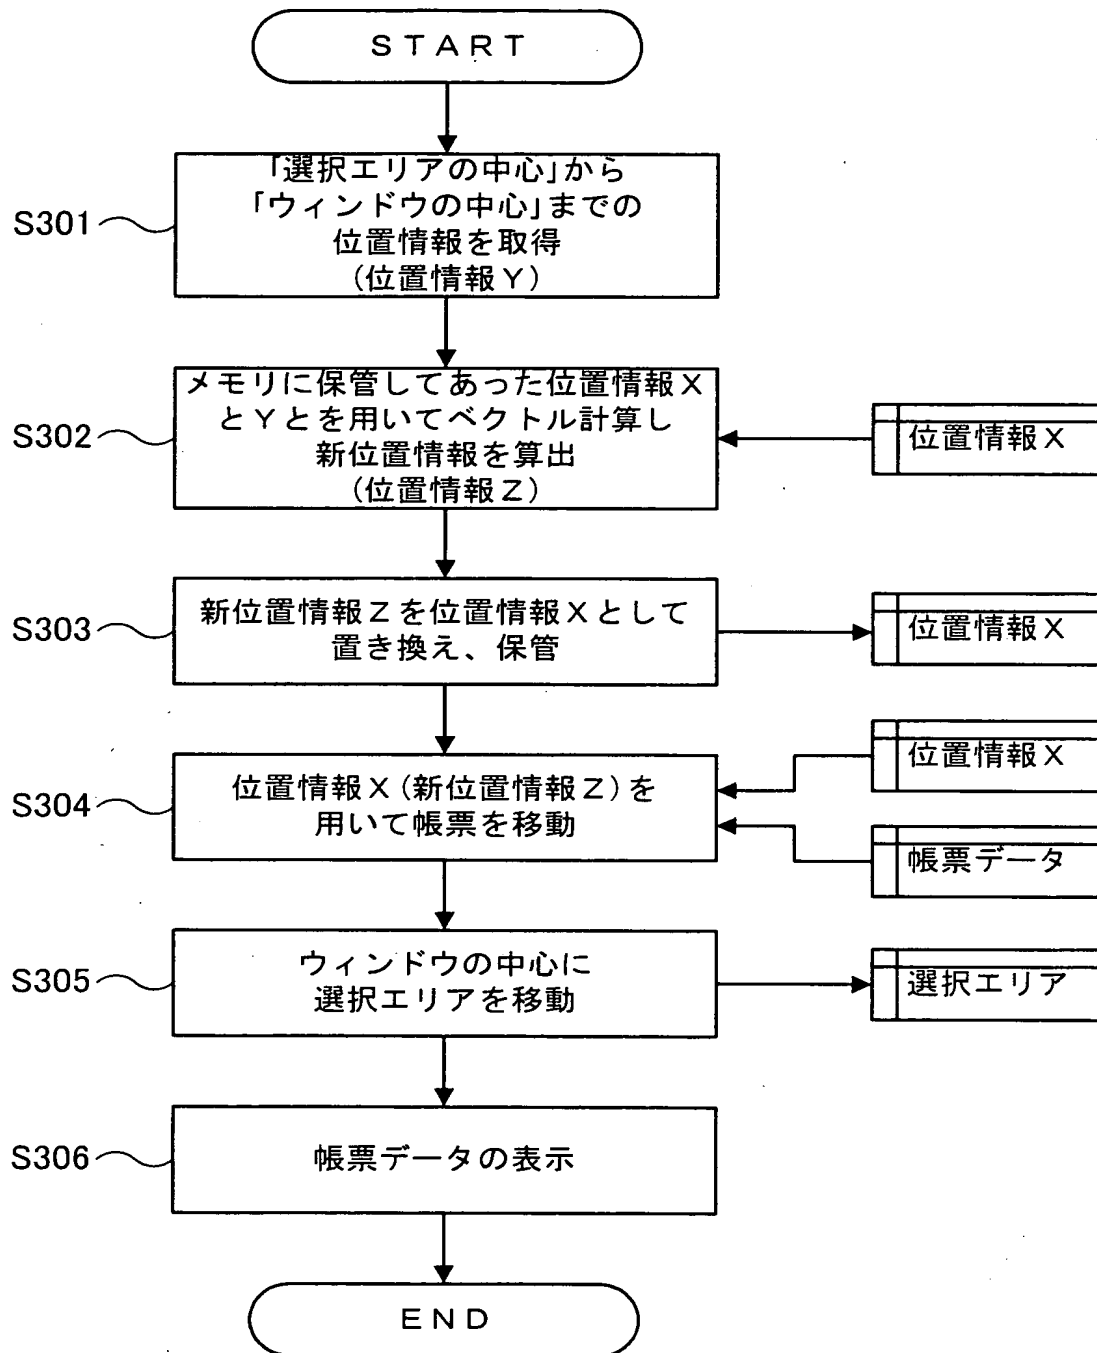 START
「選択エリアの中心」から
「ウィンドウの中心」までの
位置情報を取得
(位置情報Y)
S301
メモリに保管してあった位置情報X
とYとを用いてベクトル計算し
新位置情報を算出
(位置情報Z)
S302
位置情報X
新位置情報Zを位置情報Xとして
置き換え、保管
S303
位置情報X
位置情報X(新位置情報Z)を
用いて帳票を移動
S304
位置情報X
帳票データ
ウィンドウの中心に
選択エリアを移動
S305
選択エリア
S306
帳票データの表示
END